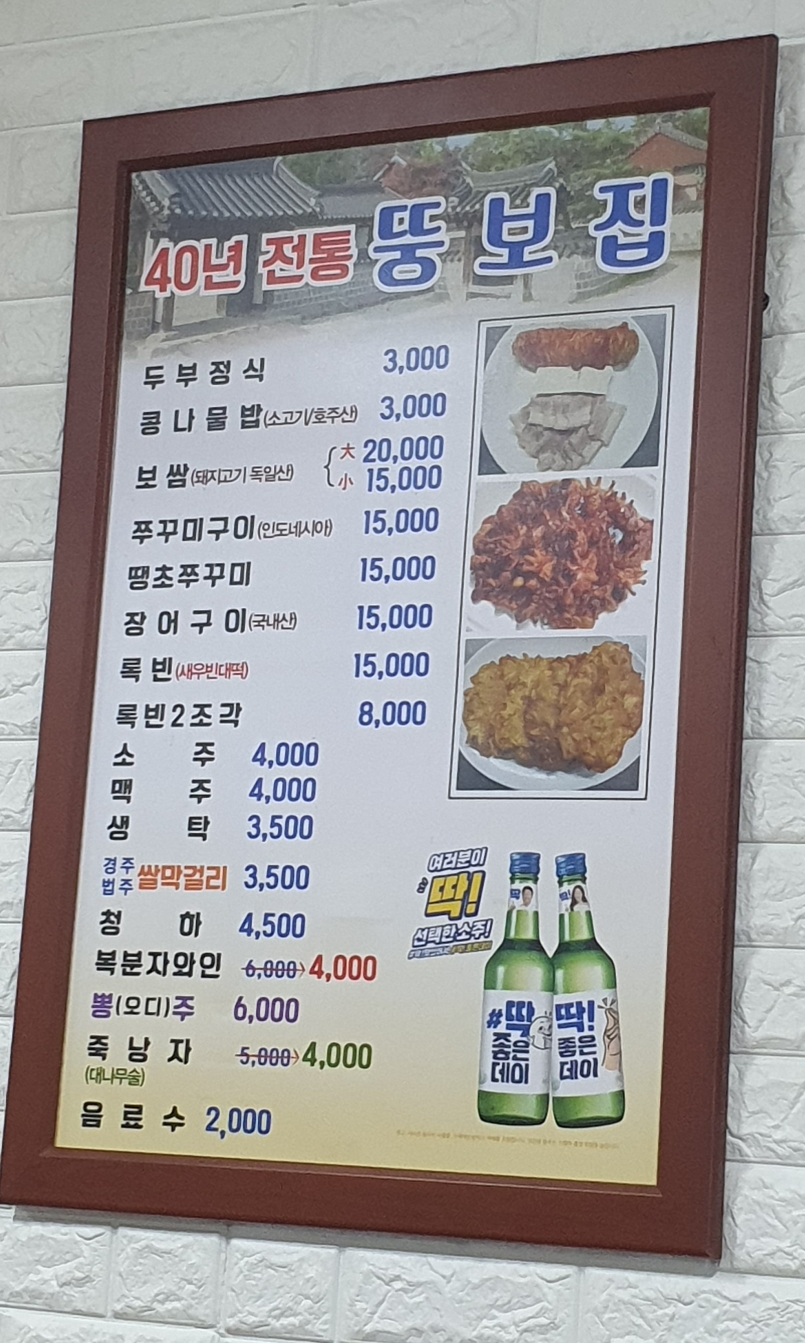 40년 전통 뚱보집
두부정식 3,000
콩나물밥(소고기/호주산) 3,000
보쌈(돼지고기 독일산) 大 20,000
小 15,000
쭈꾸미구이(인도네시아) 15,000
땡초쭈꾸미 15,000
장어구이(국내산) 15,000
록빈(새우빈대떡) 15,000
록빈2조각 8,000
소주 4,000
맥주 4,000
생탁 3,500
경주법주 쌀막걸리 3,500
청하 4,500
복분자와인 6,000→4,000
뽕(오디)주 6,000
죽낭자 5,000→4,000
(대나무술)
음료수 2,000
여러분이
딱!
선택한 소주!
#딱! 좋은데이
딱! 좋은데이